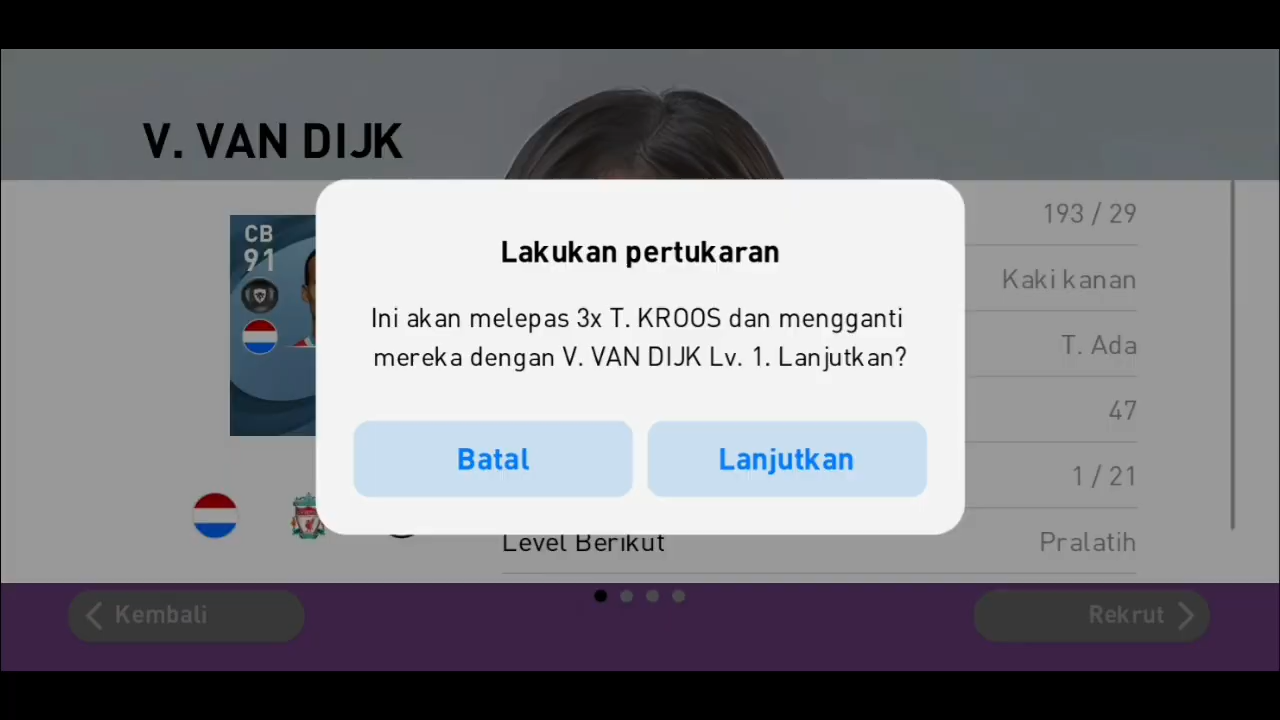 V. VAN DIJK
CB
91
193 / 29
Kaki kanan
T. Ada
47
1 / 21
Level Berikut
Pralatih
Lakukan pertukaran
Ini akan melepas 3x T. KROOS dan mengganti
mereka dengan V. VAN DIJK Lv. 1. Lanjutkan?
Batal
Lanjutkan
Kembali
Rekrut